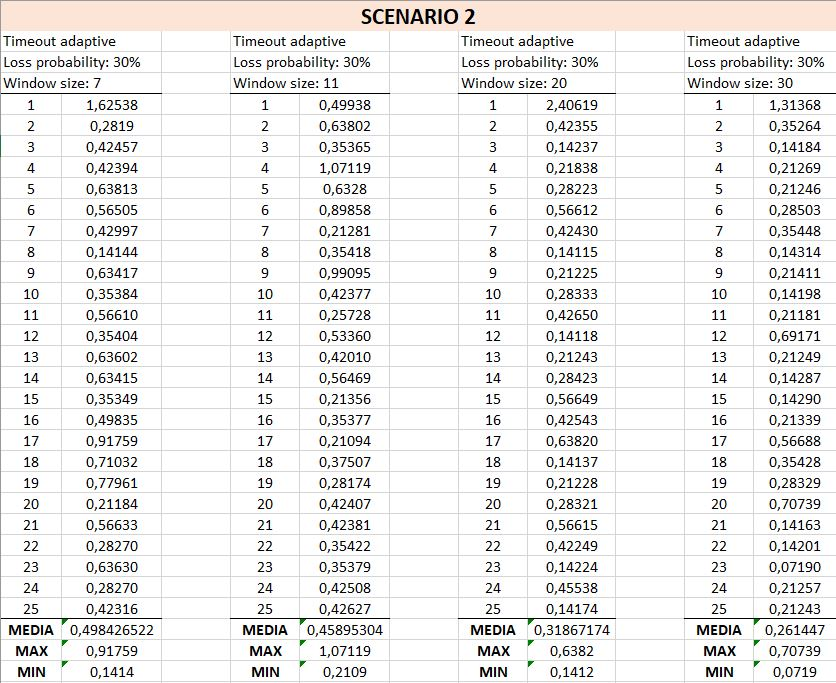 SCENARIO 2
Timeout adaptive Timeout adaptive Timeout adaptive Timeout adaptive
Loss probability: 30% Loss probability: 30% Loss probability: 30% Loss probability: 30%
Window size: 7 Window size: 11 Window size: 20 Window size: 30
1 1,62538 1 0,49938 1 2,40619 1 1,31368
2 0,2819 2 0,63802 2 0,42355 2 0,35264
3 0,42457 3 0,35365 3 0,14237 3 0,14184
4 0,42394 4 1,07119 4 0,21838 4 0,21269
5 0,63813 5 0,6328 5 0,28223 5 0,21246
6 0,56505 6 0,89858 6 0,56612 6 0,28503
7 0,42997 7 0,21281 7 0,42430 7 0,35448
8 0,14144 8 0,35418 8 0,14115 8 0,14314
9 0,63417 9 0,99095 9 0,21225 9 0,21411
10 0,35384 10 0,42377 10 0,28333 10 0,14198
11 0,56610 11 0,25728 11 0,42650 11 0,21181
12 0,35404 12 0,53360 12 0,14118 12 0,69171
13 0,63602 13 0,42010 13 0,21243 13 0,21249
14 0,63415 14 0,56469 14 0,28423 14 0,14287
15 0,35349 15 0,21356 15 0,56649 15 0,14290
16 0,49835 16 0,35377 16 0,42543 16 0,21339
17 0,91759 17 0,21094 17 0,63820 17 0,56688
18 0,71032 18 0,37507 18 0,14137 18 0,35428
19 0,77961 19 0,28174 19 0,21228 19 0,28329
20 0,21184 20 0,42407 20 0,28321 20 0,70739
21 0,56633 21 0,42381 21 0,56615 21 0,14163
22 0,28270 22 0,35422 22 0,42249 22 0,14201
23 0,63630 23 0,35379 23 0,14224 23 0,07190
24 0,28270 24 0,42508 24 0,45538 24 0,21257
25 0,42316 25 0,42627 25 0,14174 25 0,21243
MEDIA 0,498426522 MEDIA 0,45895304 MEDIA 0,31867174 MEDIA 0,261447
MAX 0,91759 MAX 1,07119 MAX 0,6382 MAX 0,70739
MIN 0,1414 MIN 0,2109 MIN 0,1412 MIN 0,0719